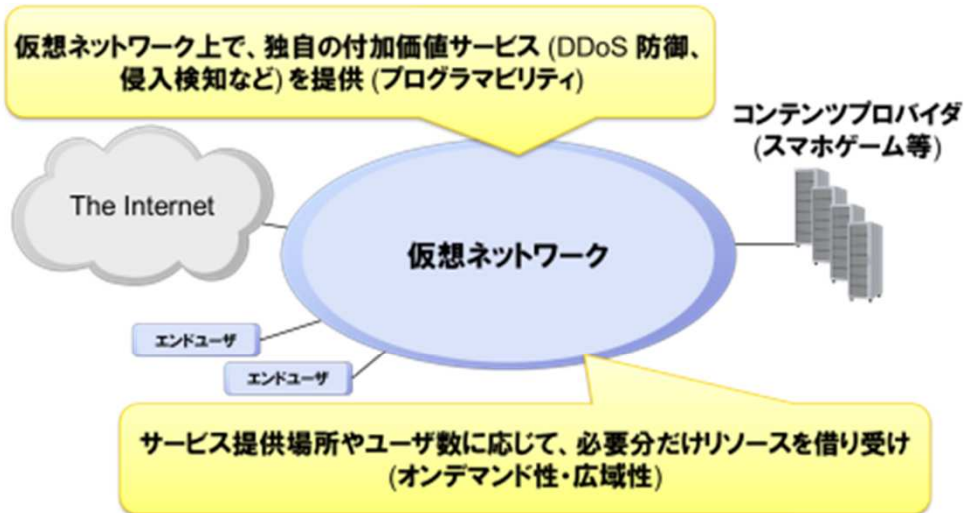 仮想ネットワーク上で、独自の付加価値サービス (DDoS 防御、
侵入検知など) を提供 (プログラマビリティ)
コンテンツプロバイダ
(スマホゲーム等)
The Internet
仮想ネットワーク
エンドユーザ
エンドユーザ
サービス提供場所やユーザ数に応じて、必要分だけリソースを借り受け
(オンデマンド性・広域性)